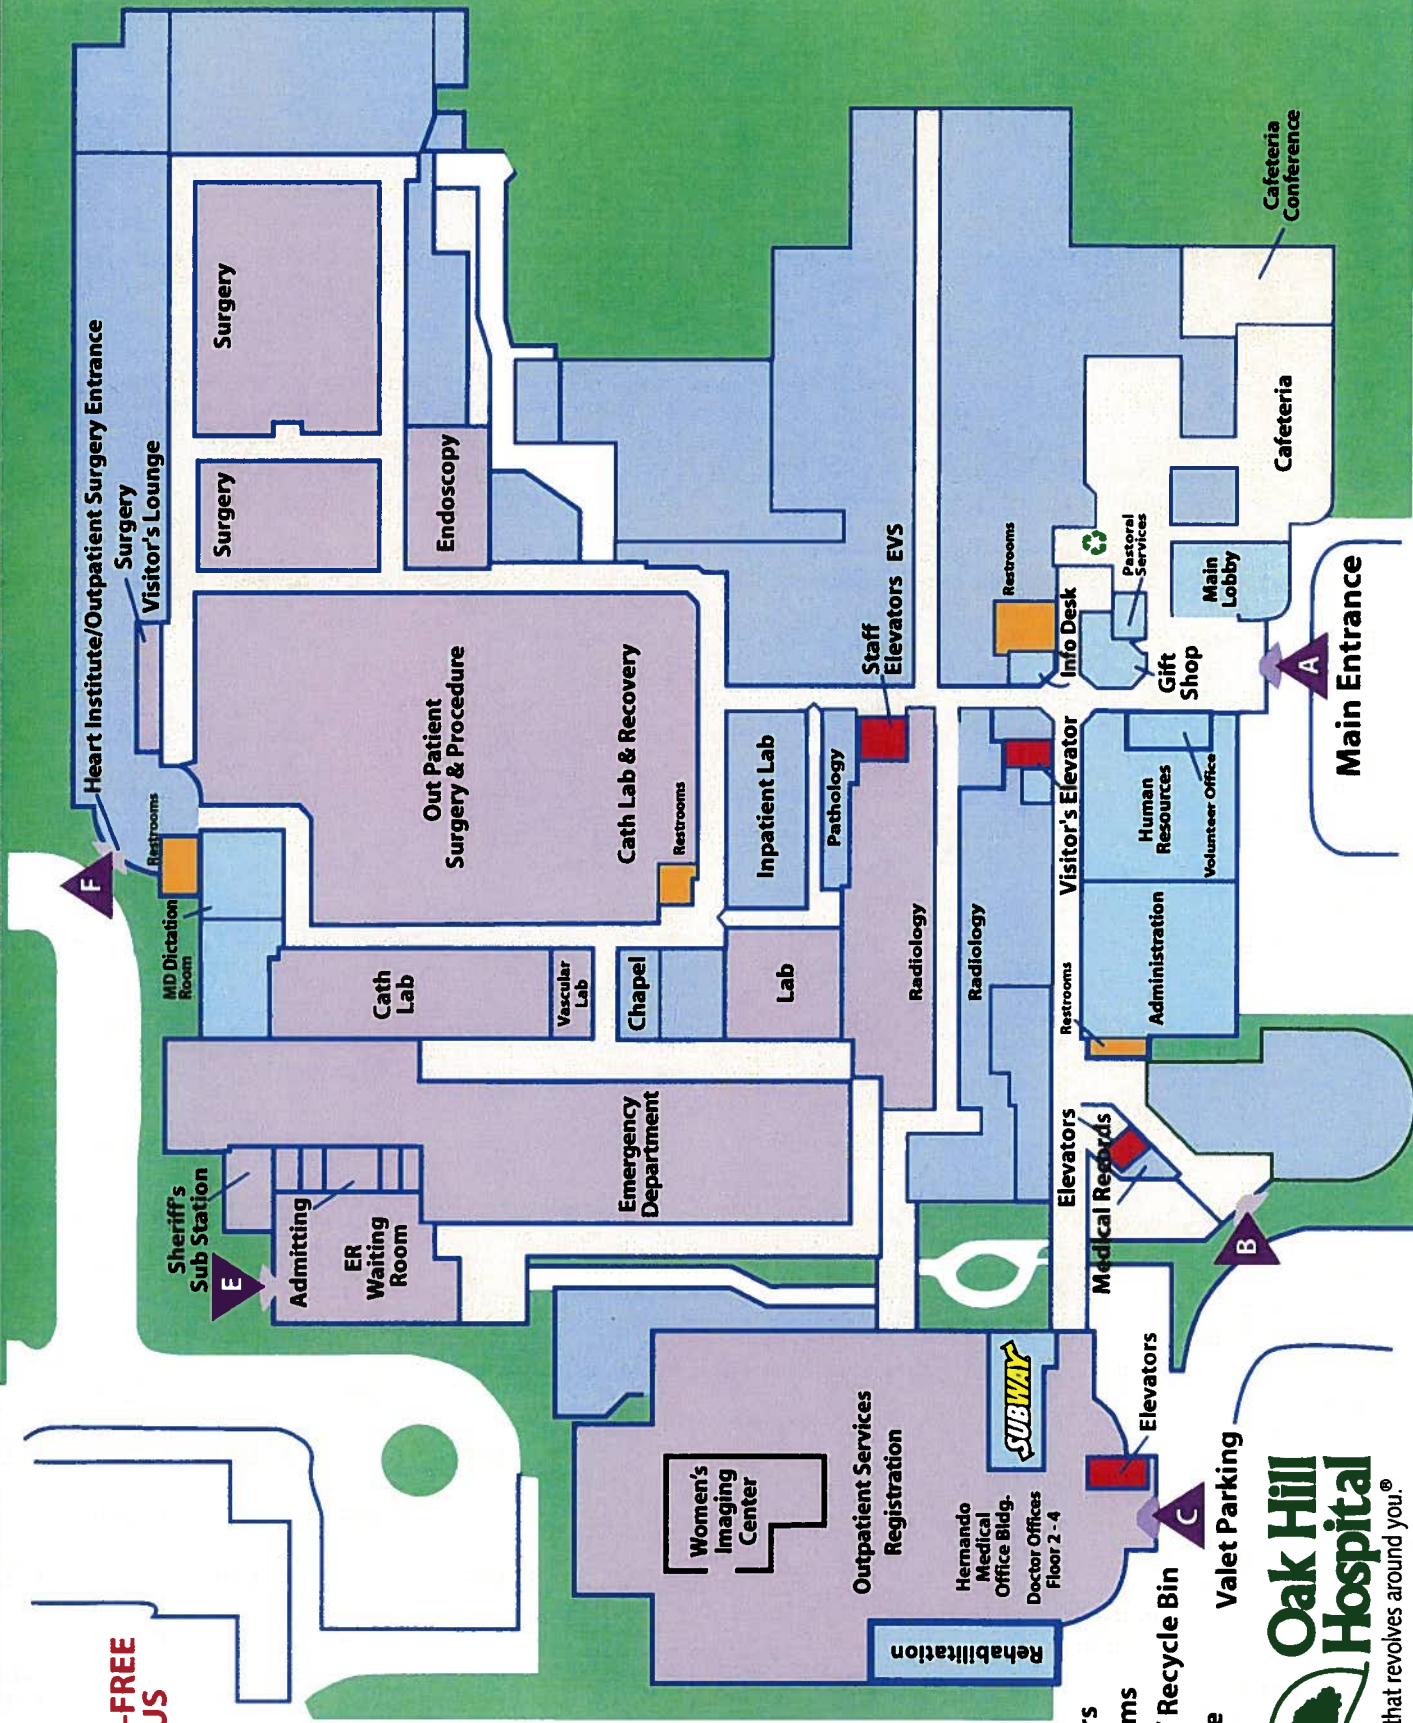 Heart Institute/Outpatient Surgery Entrance
Surgery
Visitor's Lounge
Surgery
Surgery
Endoscopy
F
Restrooms
MD Dictation
Room
Out Patient
Surgery & Procedure
Cath Lab & Recovery
Restrooms
Cath
Lab
Vascular
Lab
Chapel
Inpatient Lab
Lab
Pathology
Staff
Elevators
EVS
Radiology
Radiology
Restrooms
Info Desk
Pastoral
Services
Gift
Shop
Main
Lobby
Cafeteria
Cafeteria
Conference
A
Main Entrance
Visitor's Elevator
Human
Resources
Volunteer Office
Administration
Restrooms
Elevators
Medical Records
B
Sheriff's
Sub Station
E
Admitting
ER
Waiting
Room
Emergency
Department
SUBWAY
Women's
Imaging
Center
Outpatient Services
Registration
Hernando
Medical
Office Bldg.
Doctor Offices
Floor 2 - 4
Rehabilitation
Elevators
C
Valet Parking
Recycle Bin
-FREE
US
rs
ms
e
Oak Hill
Hospital
that revolves around you.®